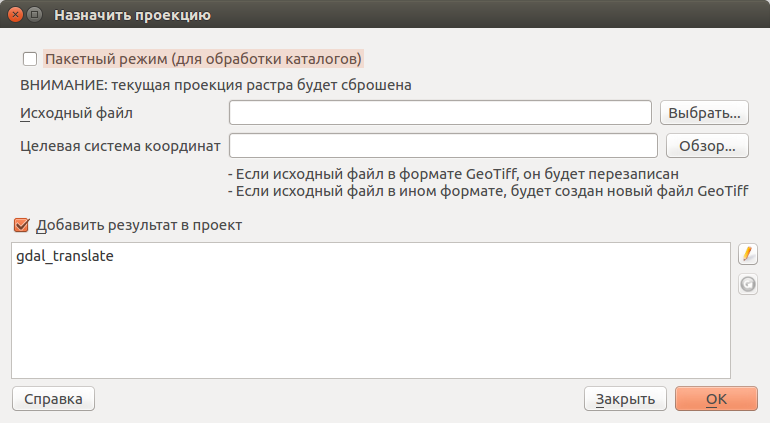 Назначить проекцию
Пакетный режим (для обработки каталогов)
ВНИМАНИЕ: текущая проекция растра будет сброшена
Исходный файл
Выбрать...
Целевая система координат
Обзор...
- Если исходный файл в формате GeoTiff, он будет перезаписан
- Если исходный файл в ином формате, будет создан новый файл GeoTiff
Добавить результат в проект
gdal_translate
Справка
Закрыть
OK